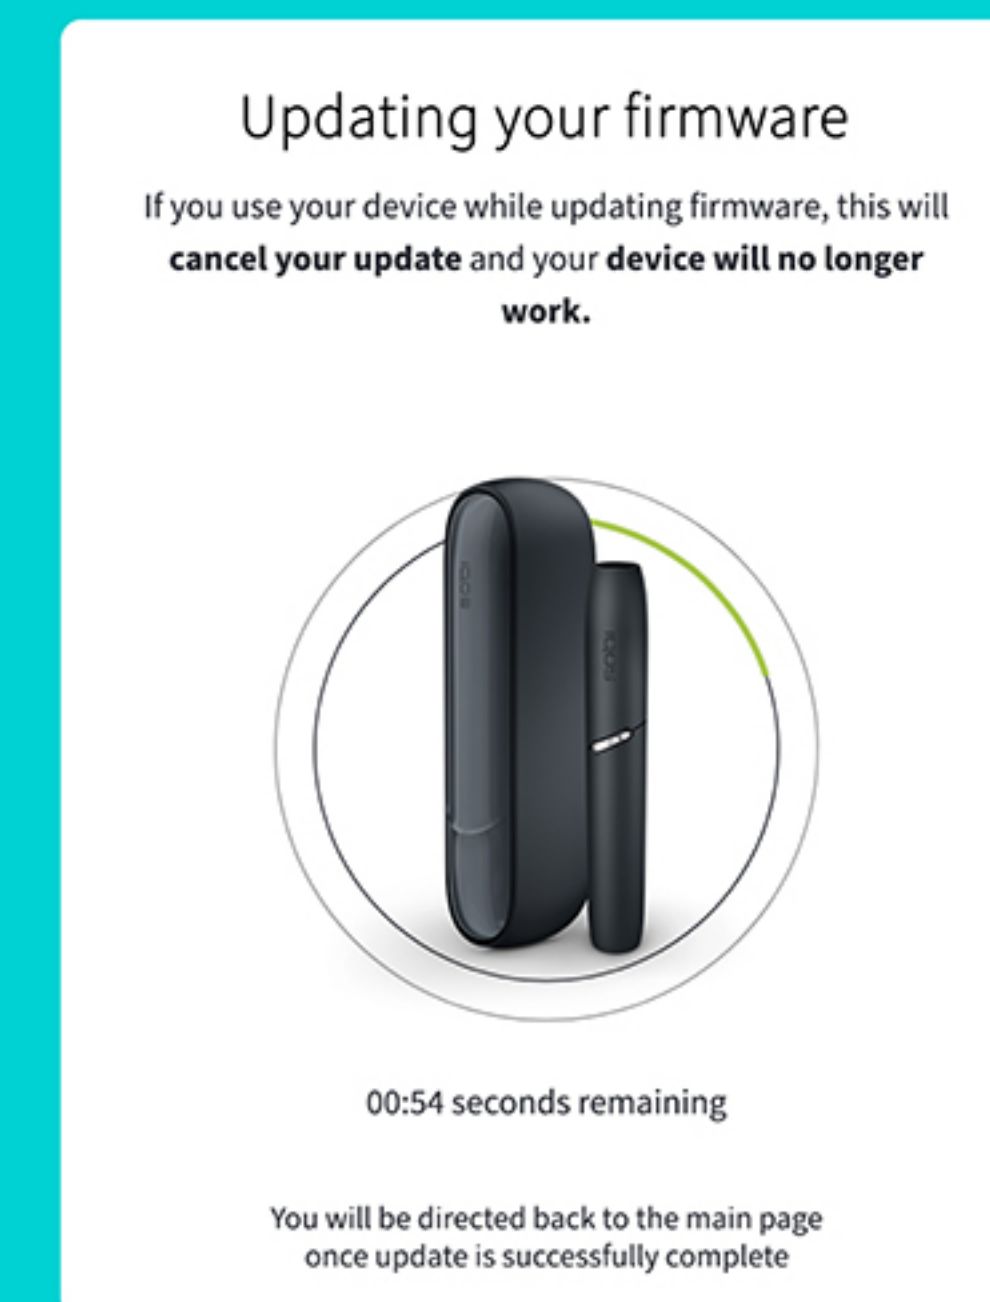 Updating your firmware
If you use your device while updating firmware, this will
cancel your update and your device will no longer
work.
IQOS
IQOS
00:54 seconds remaining
You will be directed back to the main page
once update is successfully complete